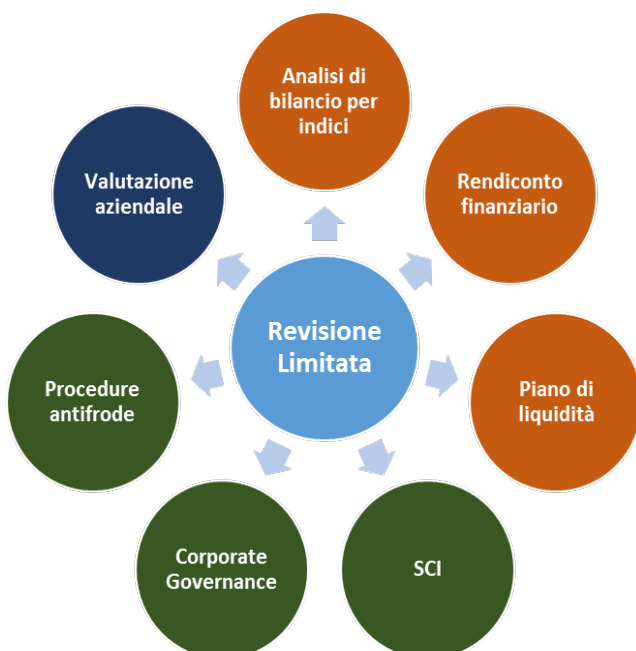 Analisi di
bilancio per
indici
Rendiconto
finanziario
Piano di
liquidità
SCI
Corporate
Governance
Procedure
antifrode
Valutazione
aziendale
Revisione
Limitata